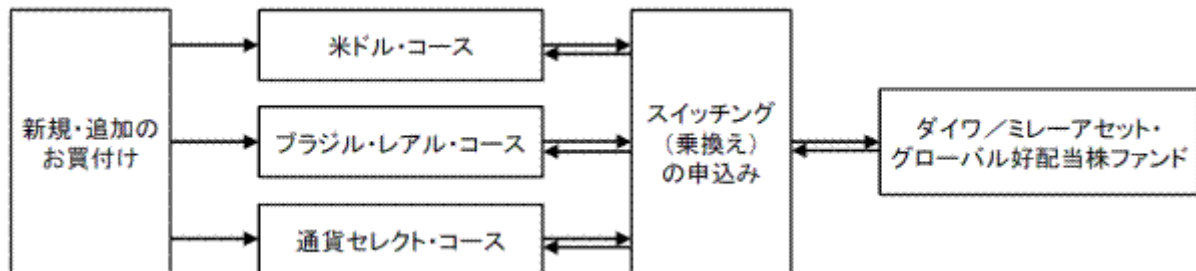 新規・追加の
お買付け
米ドル・コース
ブラジル・レアル・コース
通貨セレクト・コース
スイッチング
（乗換え）
の申込み
ダイワ／ミレーアセット・
グローバル好配当株ファンド